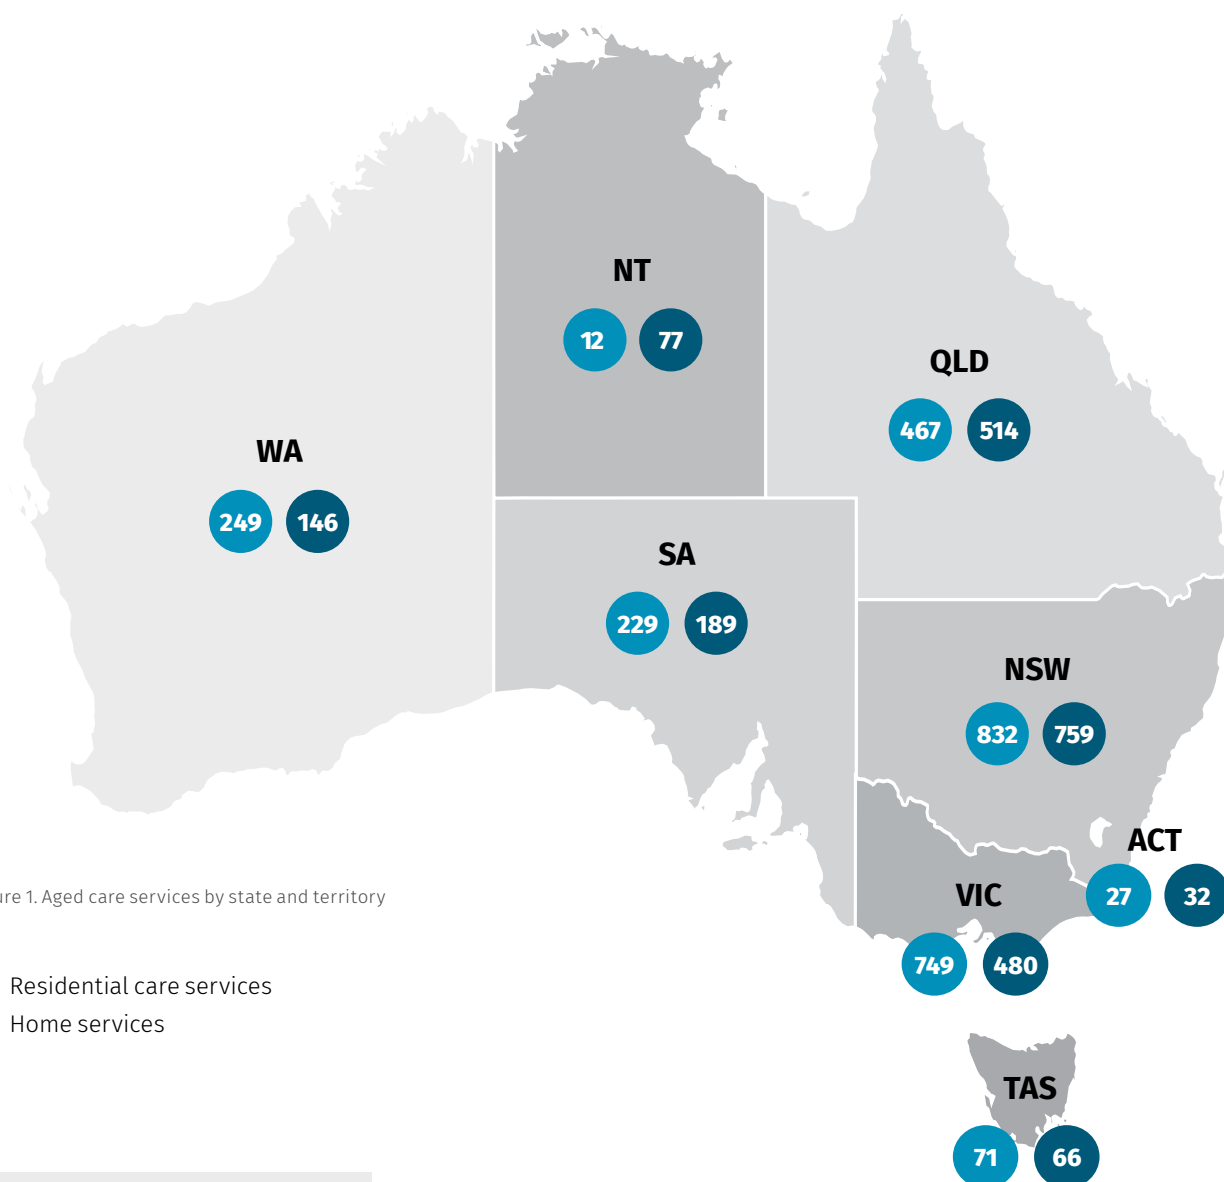 NT
12 77
QLD
467 514
WA
249 146
SA
229 189
NSW
832 759
ACT
27 32
VIC
749 480
ure 1. Aged care services by state and territory
Residential care services
Home services
TAS
71 66